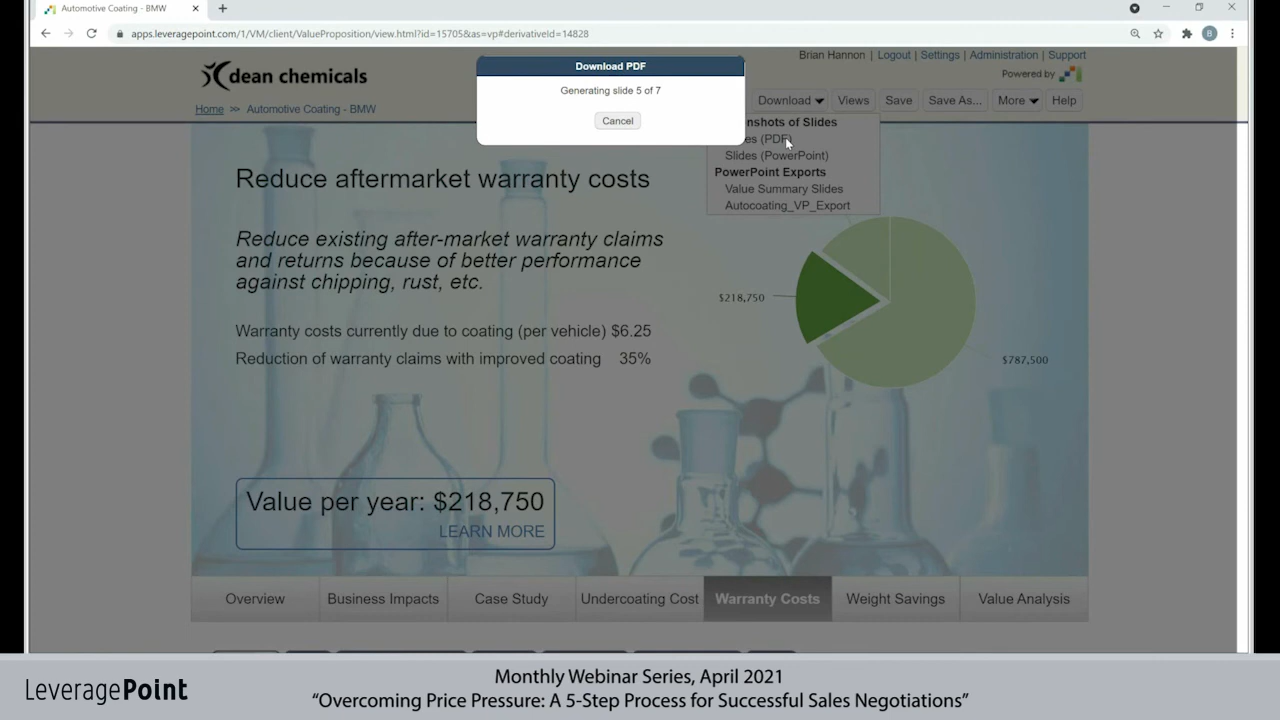 Automotive Coating - BMW
apps.leveragepoint.com/1/VM/client/ValueProposition/view.html?id=15705&as=vp#derivativeId=14828
B
Brian Hannon | Logout | Settings | Administration | Support
dean chemicals
Powered by
Home >> Automotive Coating - BMW
Download Views Save Save As... More Help
Download PDF
Generating slide 5 of 7
Cancel
nshots of Slides
es (PDF)
Slides (PowerPoint)
PowerPoint Exports
Value Summary Slides
Autocoating_VP_Export
Reduce aftermarket warranty costs
Reduce existing after-market warranty claims
and returns because of better performance
against chipping, rust, etc.
Warranty costs currently due to coating (per vehicle) $6.25
Reduction of warranty claims with improved coating 35%
$218,750
$787,500
Value per year: $218,750
LEARN MORE
Overview Business Impacts Case Study Undercoating Cost Warranty Costs Weight Savings Value Analysis
LeveragePoint
Monthly Webinar Series, April 2021
“Overcoming Price Pressure: A 5-Step Process for Successful Sales Negotiations”